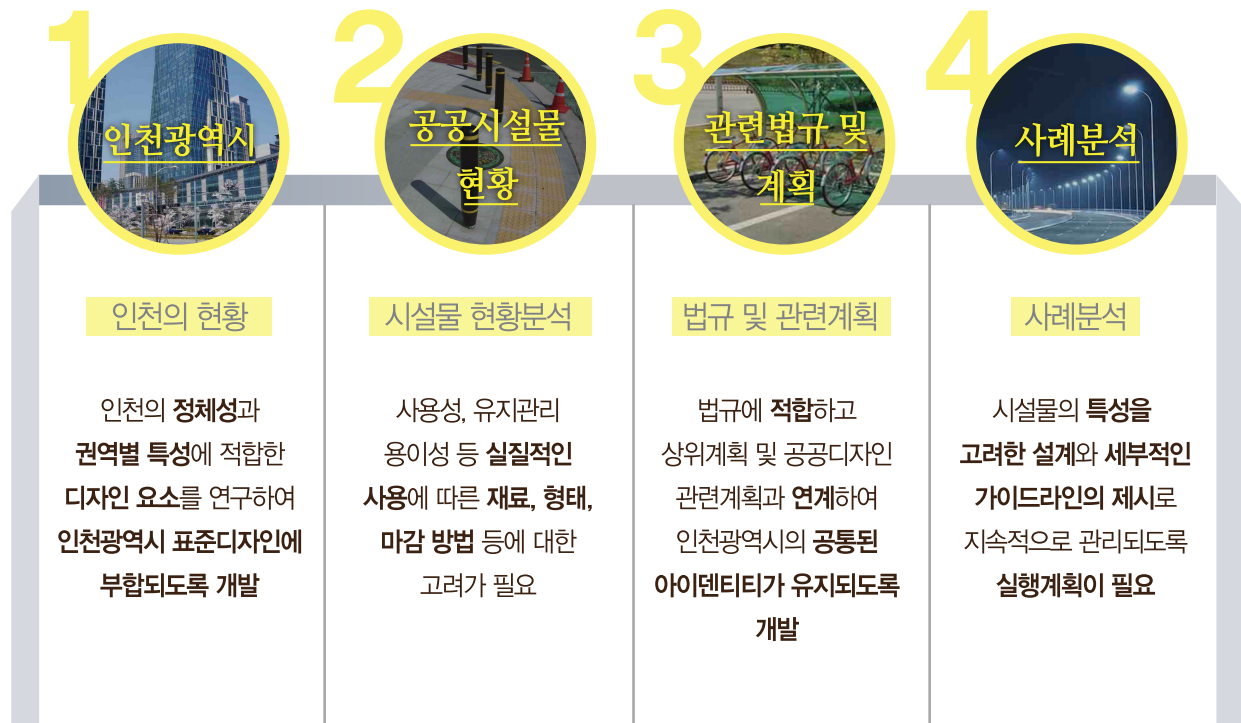 1
인천광역시
인천의 현황
인천의 정체성과
권역별 특성에 적합한
디자인 요소를 연구하여
인천광역시 표준디자인에
부합되도록 개발
2
공공시설물
현황
시설물 현황분석
사용성, 유지관리
용이성 등 실질적인
사용에 따른 재료, 형태,
마감 방법 등에 대한
고려가 필요
3
관련법규 및
계획
법규 및 관련계획
법규에 적합하고
상위계획 및 공공디자인
관련계획과 연계하여
인천광역시의 공통된
아이덴티티가 유지되도록
개발
4
사례분석
사례분석
시설물의 특성을
고려한 설계와 세부적인
가이드라인의 제시로
지속적으로 관리되도록
실행계획이 필요